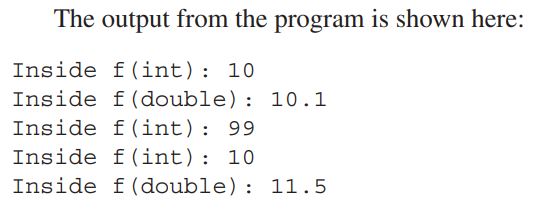 The output from the program is shown here:
Inside f(int): 10
Inside f(double): 10.1
Inside f(int): 99
Inside f(int): 10
Inside f(double): 11.5